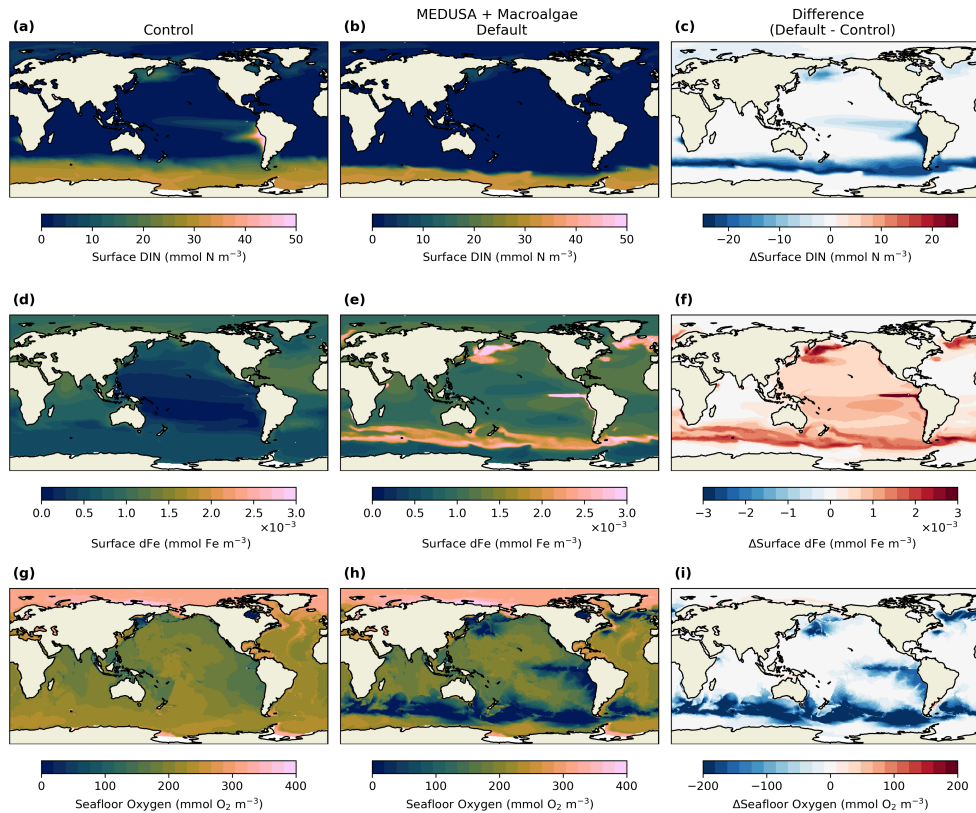 (a)
Control
(b)
MEDUSA + Macroalgae
Default
(c)
Difference
(Default - Control)
0 10 20 30 40 50
Surface DIN (mmol N m⁻³)
0 10 20 30 40 50
Surface DIN (mmol N m⁻³)
−20 −10 0 10 20
ΔSurface DIN (mmol N m⁻³)
(d)
(e)
(f)
0.0 0.5 1.0 1.5 2.0 2.5 3.0
×10⁻³
Surface dFe (mmol Fe m⁻³)
0.0 0.5 1.0 1.5 2.0 2.5 3.0
×10⁻³
Surface dFe (mmol Fe m⁻³)
−3 −2 −1 0 1 2 3
×10⁻³
ΔSurface dFe (mmol Fe m⁻³)
(g)
(h)
(i)
0 100 200 300 400
Seafloor Oxygen (mmol O₂ m⁻³)
0 100 200 300 400
Seafloor Oxygen (mmol O₂ m⁻³)
−200 −100 0 100 200
ΔSeafloor Oxygen (mmol O₂ m⁻³)